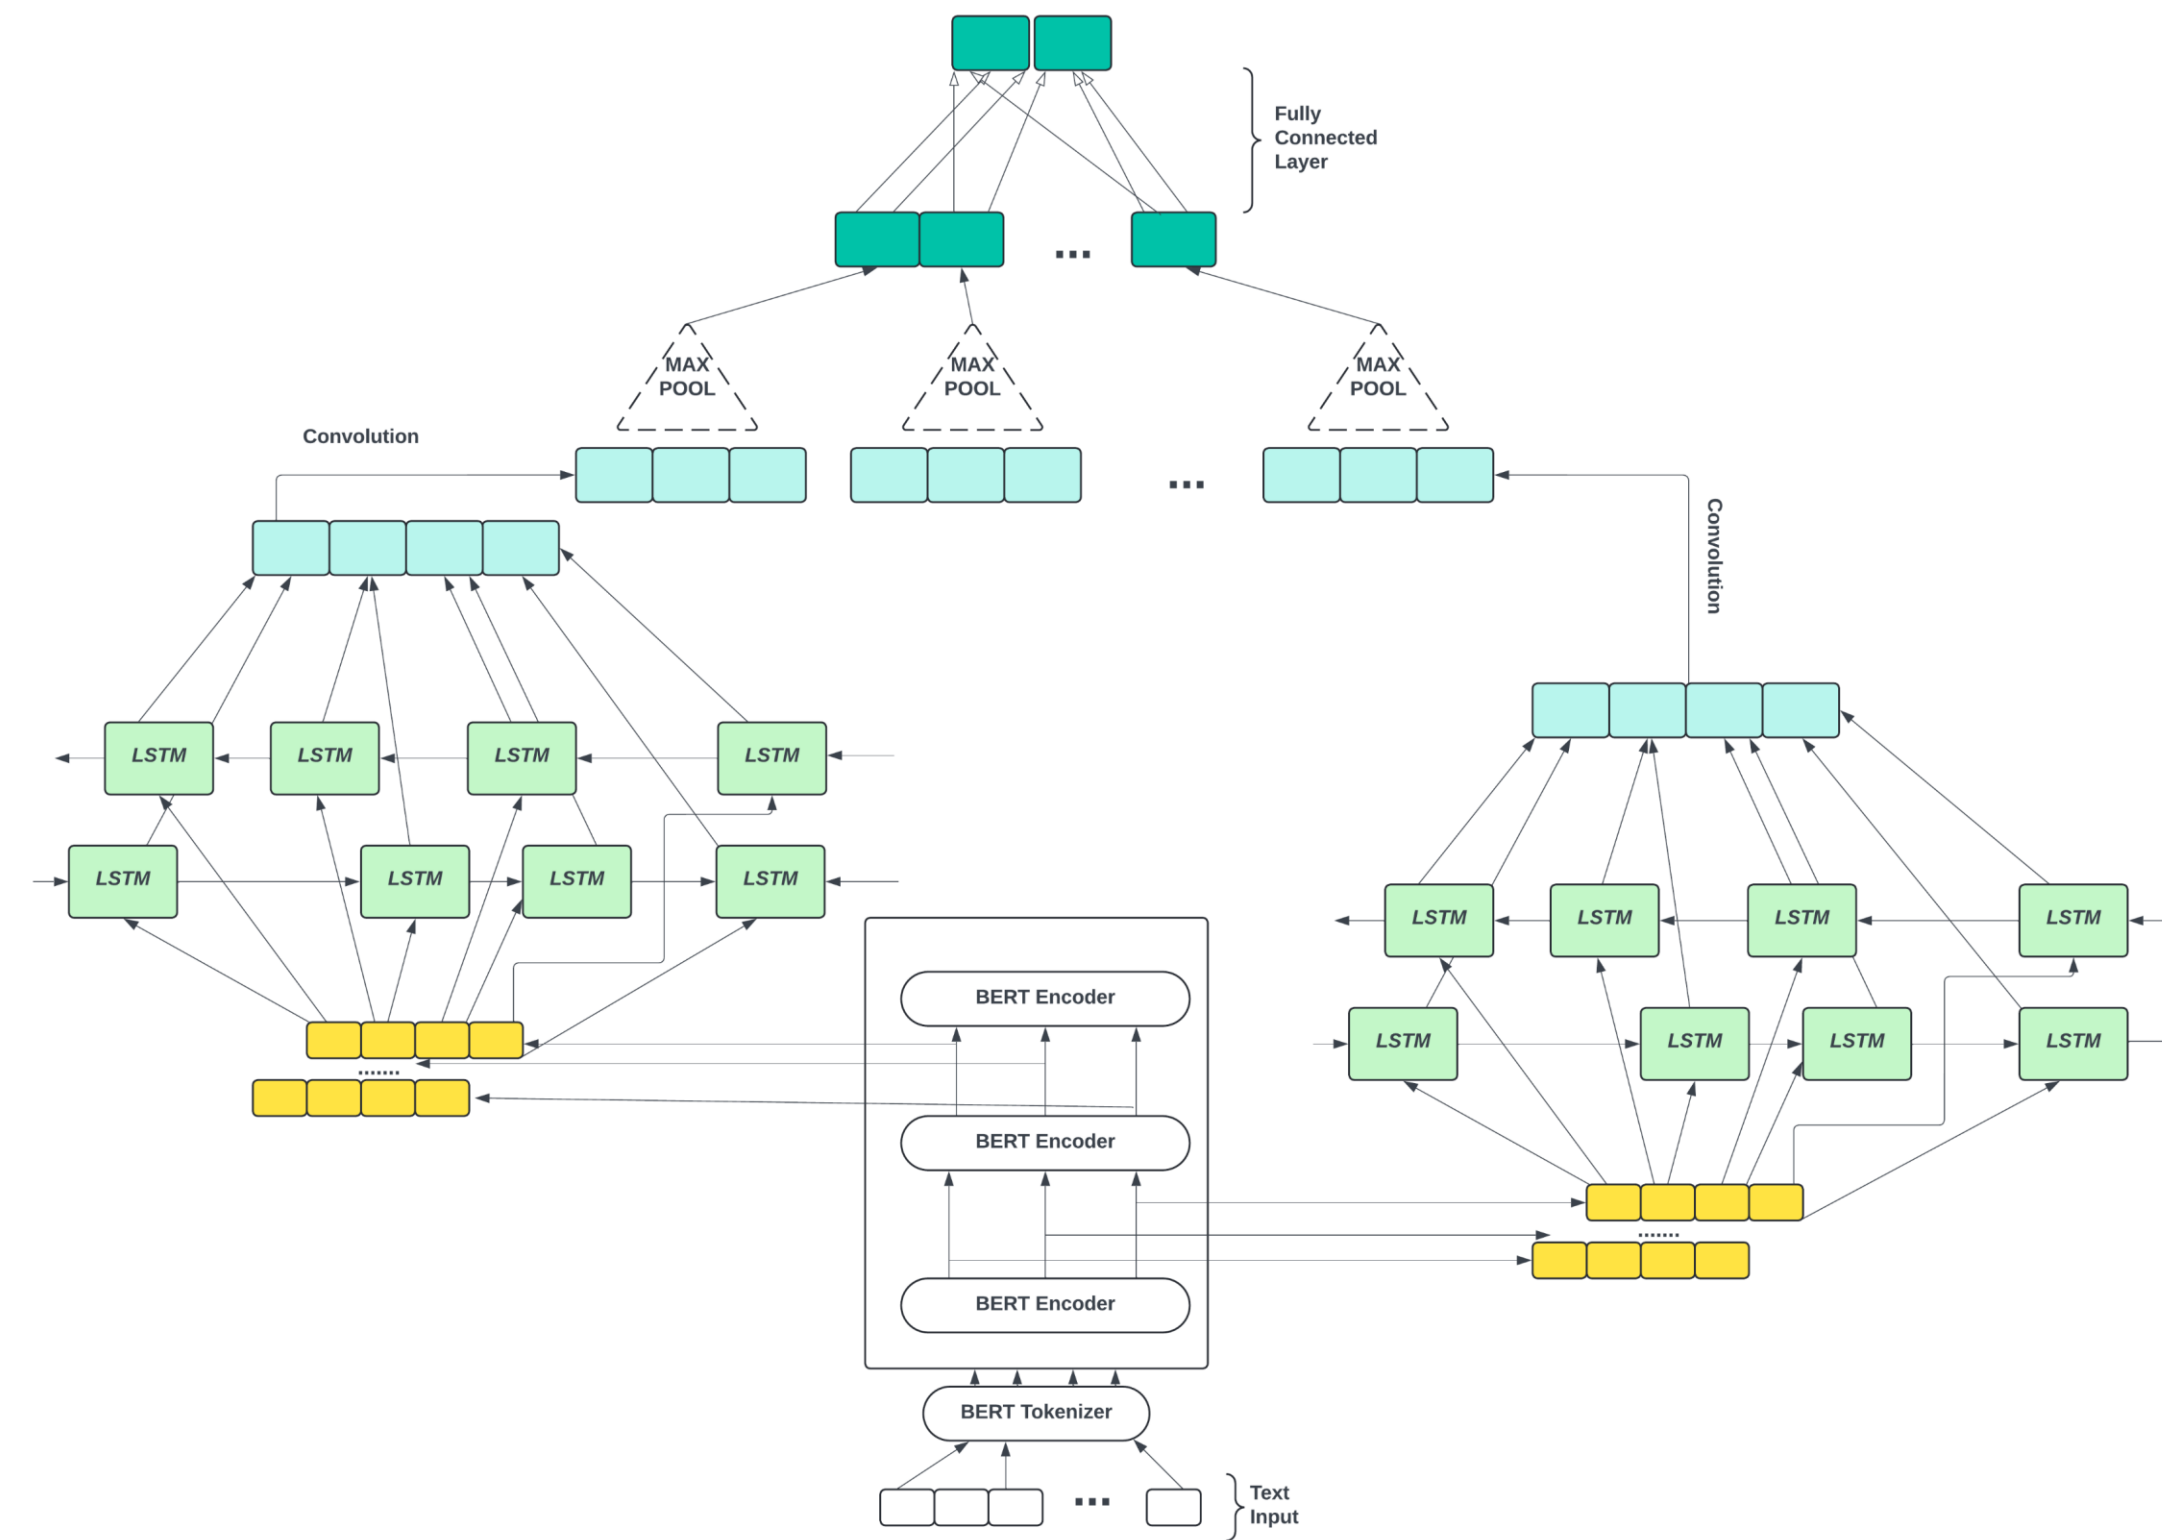 Fully
Connected
Layer
...
MAX
POOL
MAX
POOL
MAX
POOL
Convolution
...
Convolution
LSTM
LSTM
LSTM
LSTM
LSTM
LSTM
LSTM
LSTM
LSTM
LSTM
LSTM
LSTM
BERT Encoder
LSTM
LSTM
LSTM
LSTM
.......
BERT Encoder
.......
BERT Encoder
BERT Tokenizer
...
Text
Input